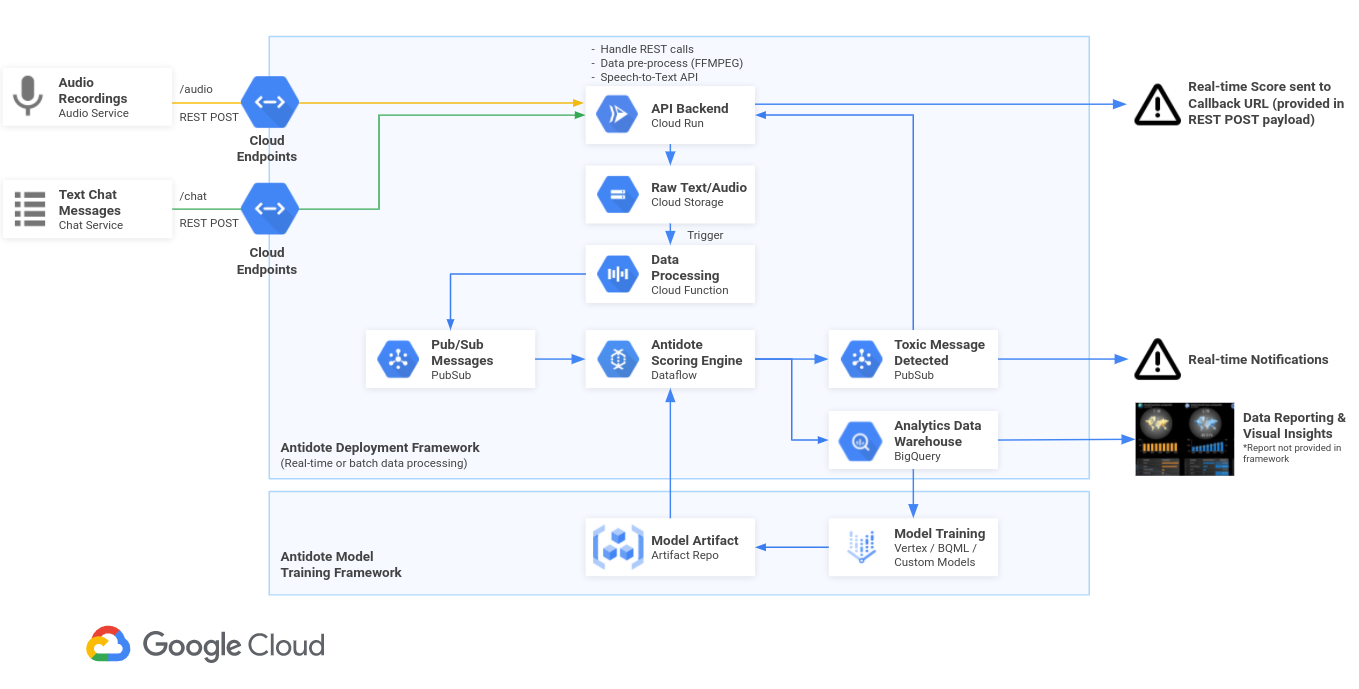 - Handle REST calls
- Data pre-process (FFMPEG)
- Speech-to-Text API
Audio
Recordings
Audio Service
/audio
REST POST
Cloud
Endpoints
API Backend
Cloud Run
Real-time Score sent to
Callback URL (provided in
REST POST payload)
Text Chat
Messages
Chat Service
/chat
REST POST
Cloud
Endpoints
Raw Text/Audio
Cloud Storage
Trigger
Data
Processing
Cloud Function
Pub/Sub
Messages
PubSub
Antidote
Scoring Engine
Dataflow
Toxic Message
Detected
PubSub
Real-time Notifications
Analytics Data
Warehouse
BigQuery
Data Reporting &
Visual Insights
*Report not provided in
framework
Antidote Deployment Framework
(Real-time or batch data processing)
Antidote Model
Training Framework
Model Artifact
Artifact Repo
Model Training
Vertex / BQML /
Custom Models
Google Cloud